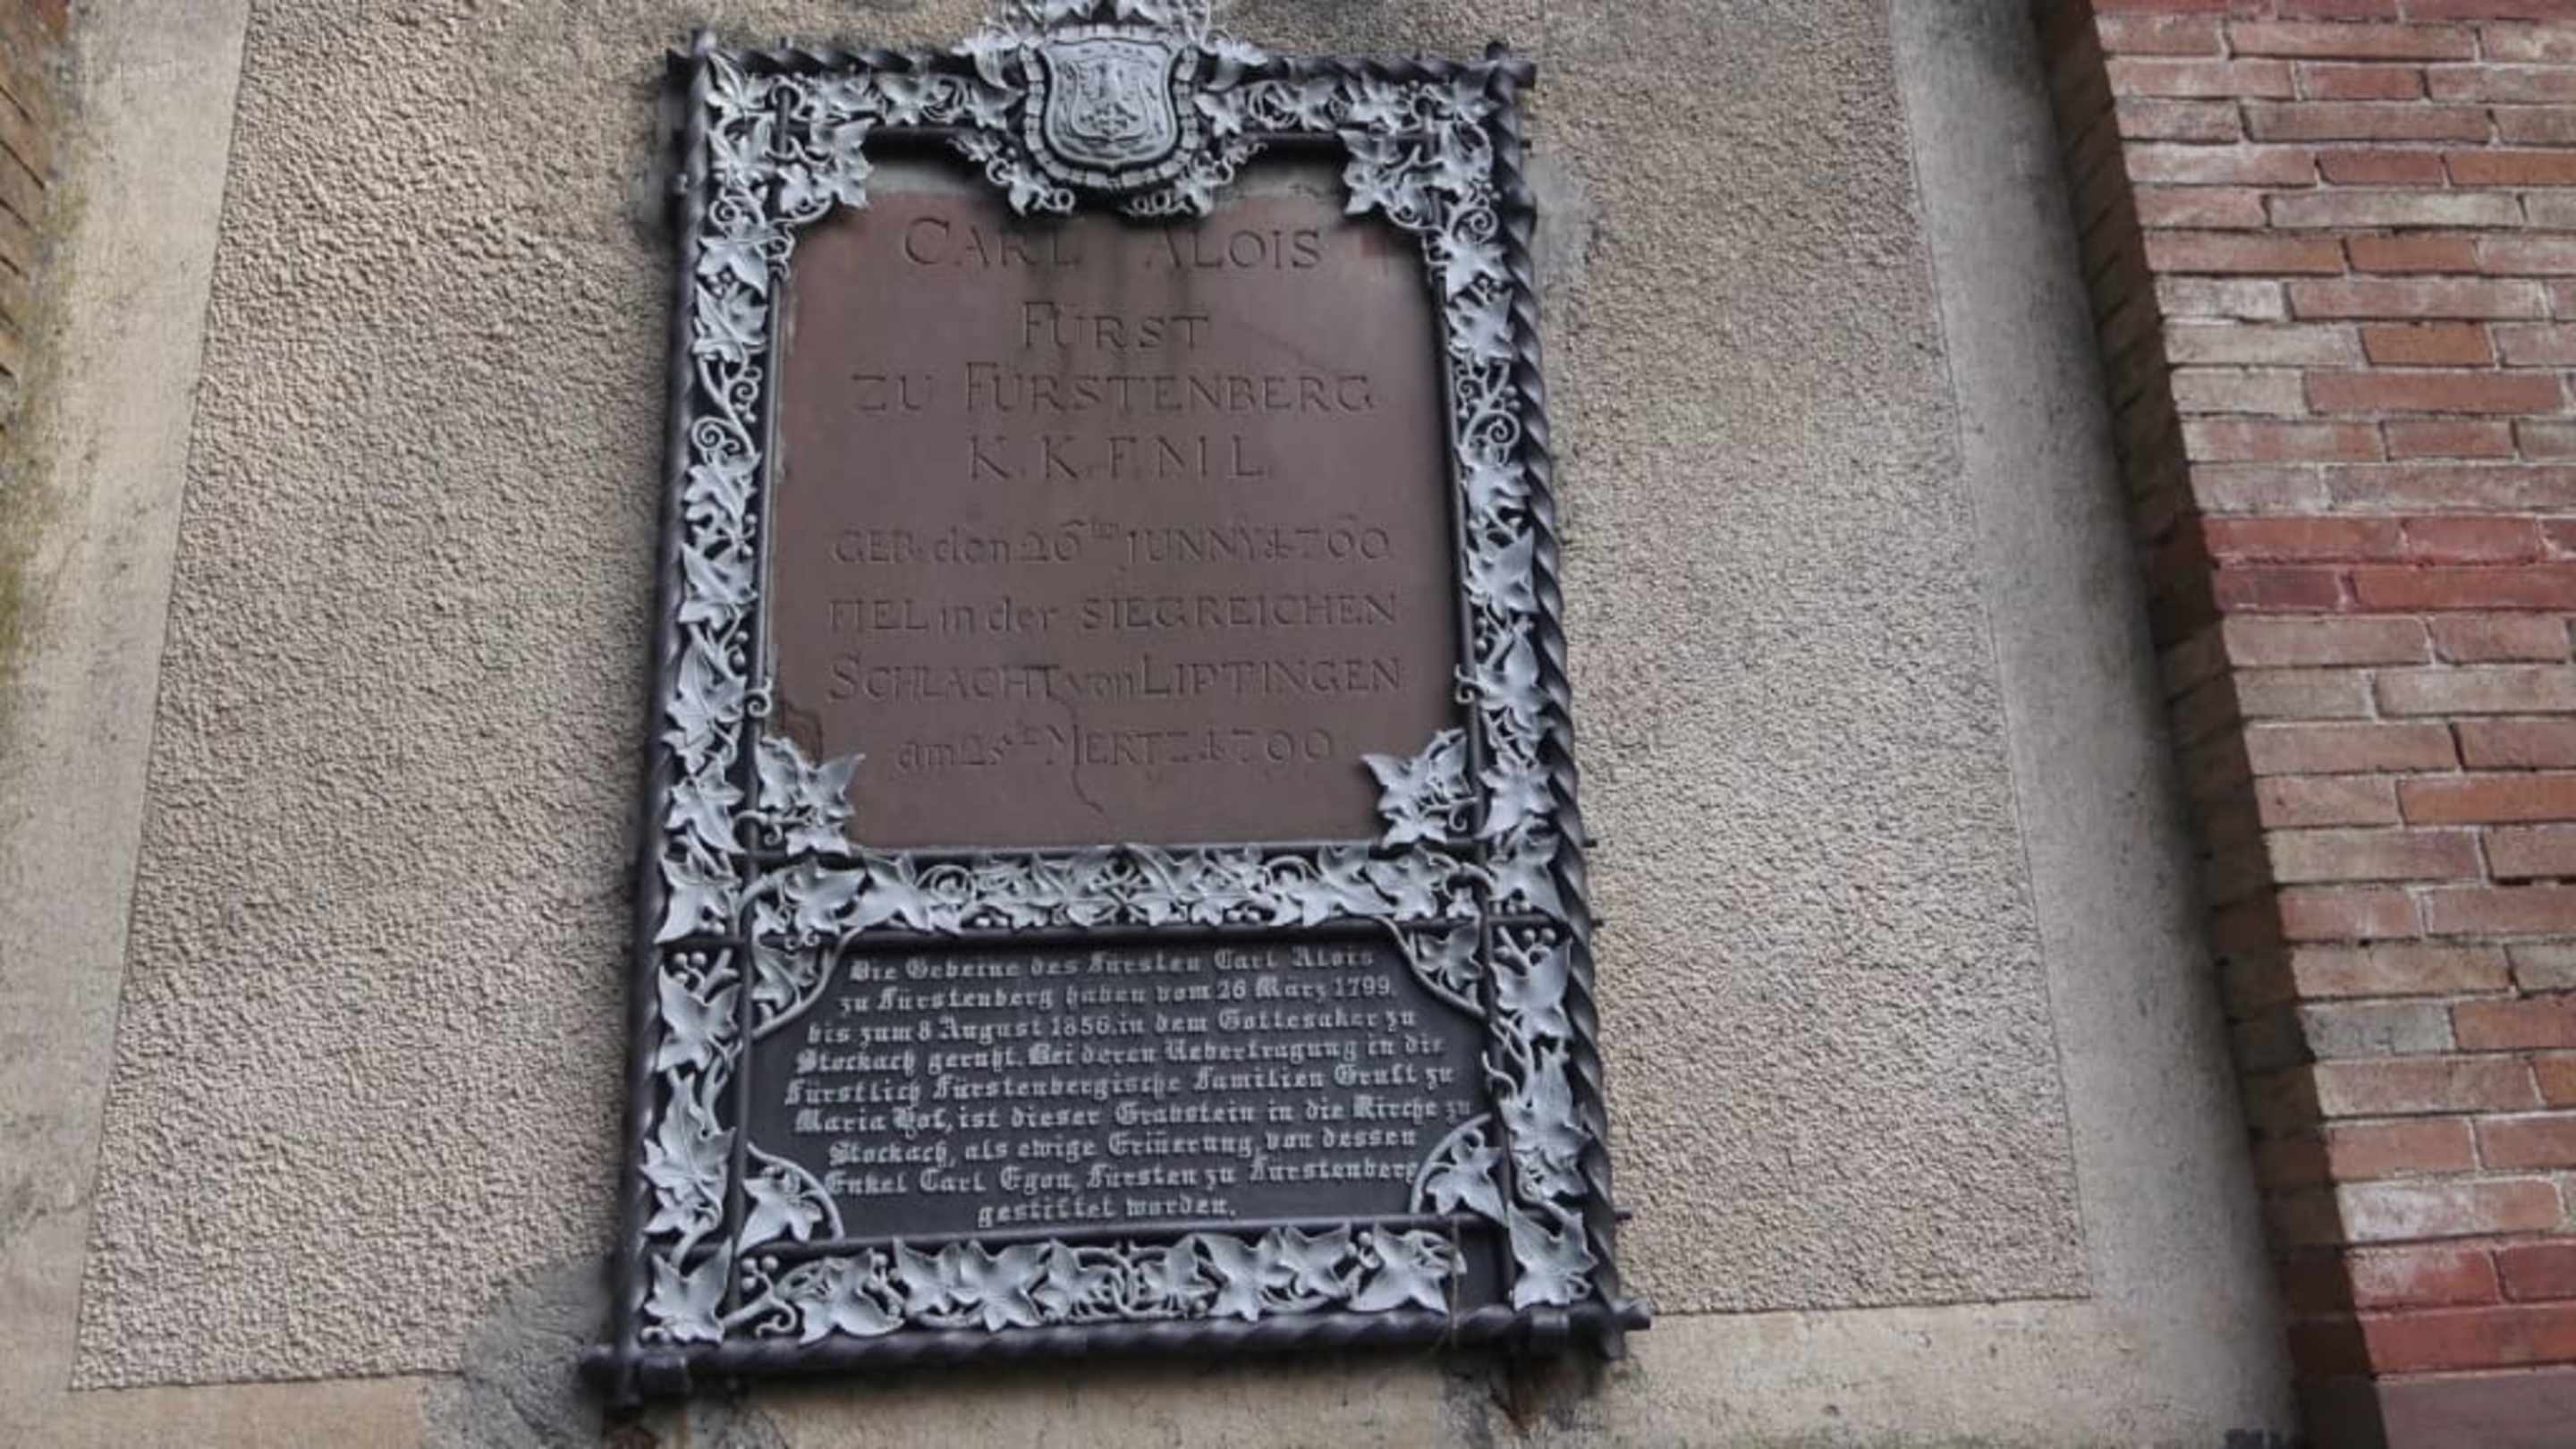 CARL ALOIS
FÜRST
ZU FÜRSTENBERG
K. K. F. M L.
GEB. den 26ten JUNNY 1760
FIEL in der SIEGREICHEN
SCHLACHT von LIPTINGEN
am 25te MERTZ 1799
Die Gebeine des Fürsten Carl Alois
zu Fürstenberg haben vom 26 März 1799.
bis zum 8 August 1856. in dem Gottesaker zu
Stockach geruht. Bei deren Uebertragung in die
Fürstlich Fürstenbergische Familien Gruft zu
Maria Hof, ist dieser Grabstein in die Kirche zu
Stockach, als ewige Erinerung, von dessen
Enkel Carl Egon, Fürsten zu Fürstenberg
gestiftet worden.